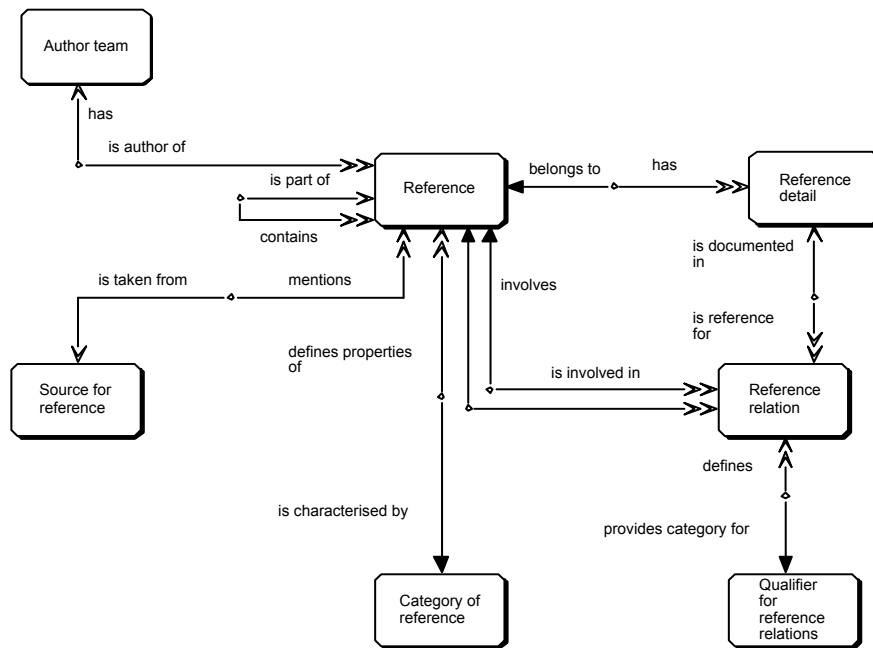 Author team
has
is author of
is part of
contains
Reference
belongs to
has
Reference
detail
is documented
in
is taken from
mentions
involves
is reference
for
defines properties
of
is involved in
Source for
reference
Reference
relation
defines
is characterised by
provides category for
Category of
reference
Qualifier
for
reference
relations